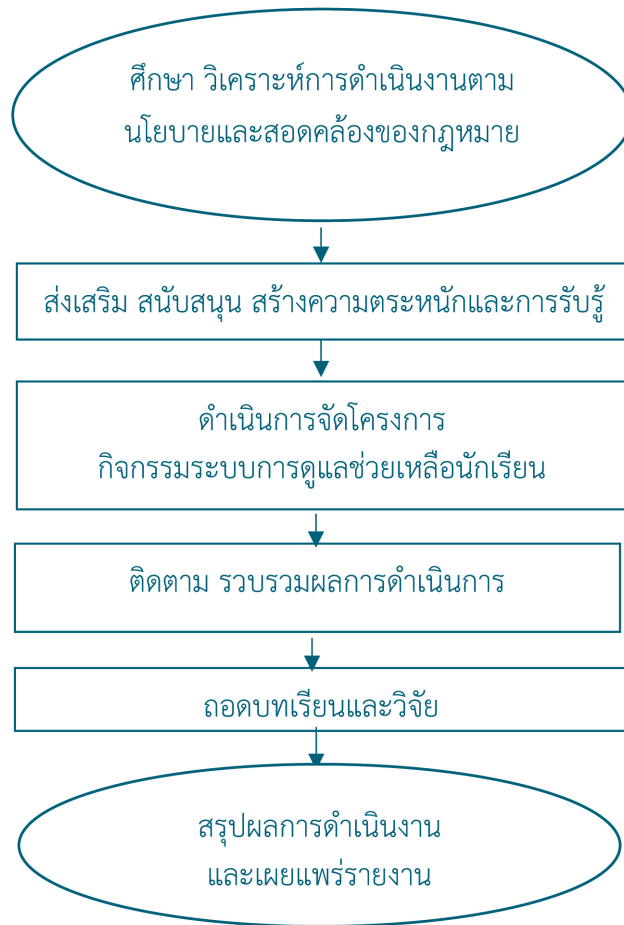 ศึกษา วิเคราะห์การดำเนินงานตาม
นโยบายและสอดคล้องของกฎหมาย
ส่งเสริม สนับสนุน สร้างความตระหนักและการรับรู้
ดำเนินการจัดโครงการ
กิจกรรมระบบการดูแลช่วยเหลือนักเรียน
ติดตาม รวบรวมผลการดำเนินการ
ถอดบทเรียนและวิจัย
สรุปผลการดำเนินงาน
และเผยแพร่รายงาน